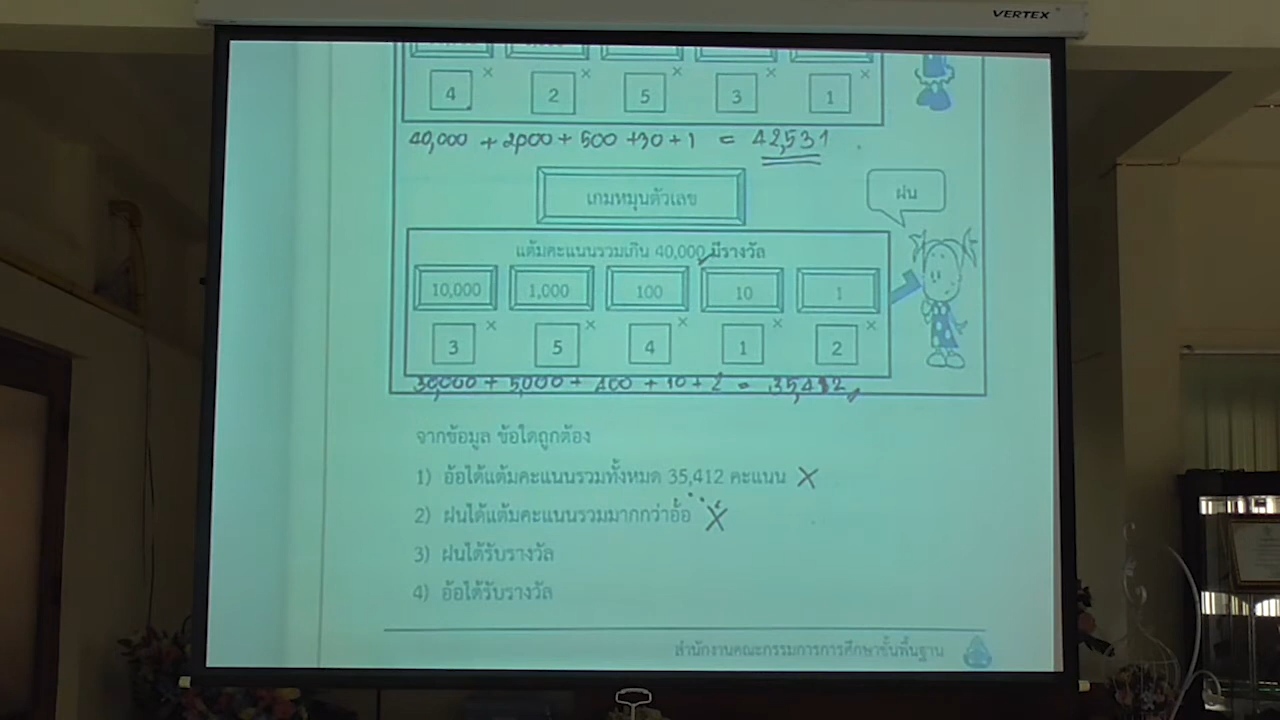 VERTEX
4 × 2 × 5 × 3 × 1 ×
40,000 + 2,000 + 500 + 30 + 1 = 42,531
เกมหมุนตัวเลข
ฝน
แต้มคะแนนรวมเกิน 40,000 มีรางวัล
10,000 1,000 100 10 1
3 × 5 × 4 × 1 × 2 ×
30,000 + 5,000 + 400 + 10 + 2 = 35,412
จากข้อมูล ข้อใดถูกต้อง
1) อ้อได้แต้มคะแนนรวมทั้งหมด 35,412 คะแนน ×
2) ฝนได้แต้มคะแนนรวมมากกว่าอ้อ ×
3) ฝนได้รับรางวัล
4) อ้อได้รับรางวัล
สำนักงานคณะกรรมการการศึกษาขั้นพื้นฐาน